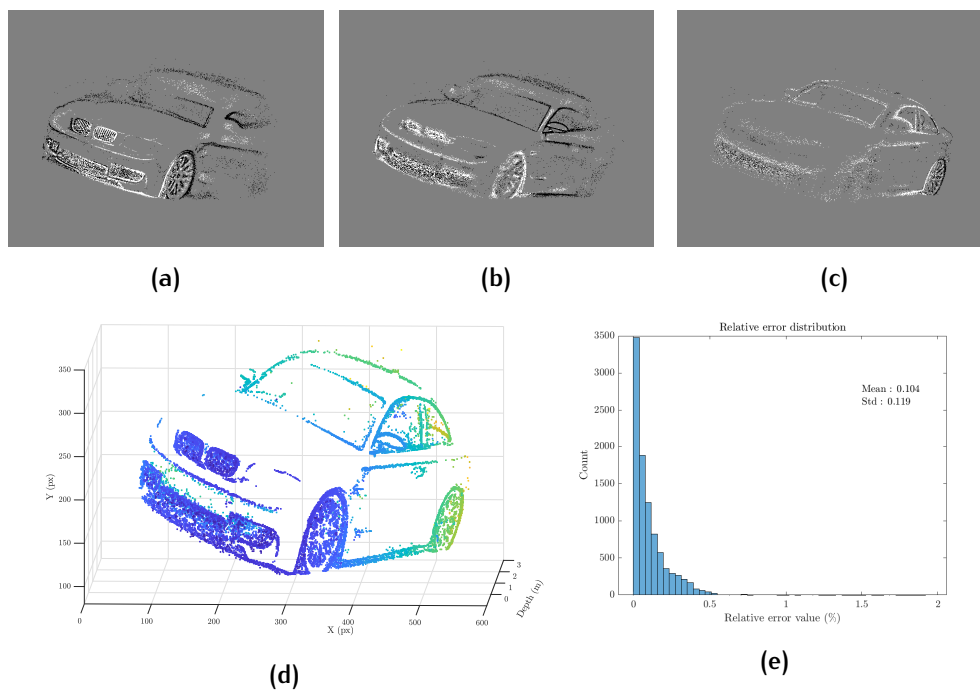 (a)
(b)
(c)
350
300
250
200
150
100
Y (px)
0
100
200
300
400
500
600
X (px)
3
2
1
0
Depth (m)
(d)
Relative error distribution
3500
3000
2500
2000
1500
1000
500
0
Count
Mean : 0.104
Std : 0.119
0
0.5
1
1.5
2
Relative error value (%)
(e)